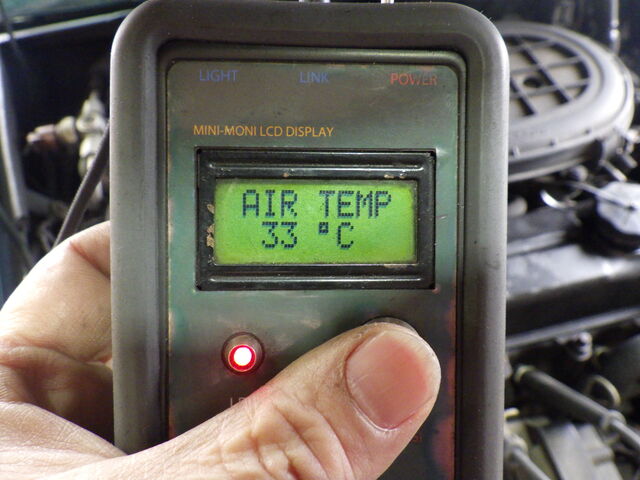 LIGHT LINK POWER
MINI-MONI LCD DISPLAY
AIR TEMP
33 °C